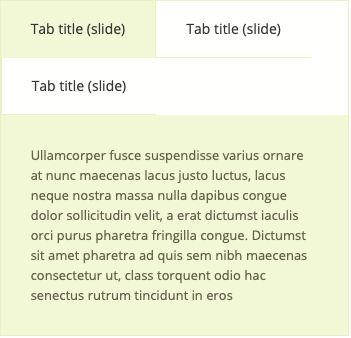 Tab title (slide)
Tab title (slide)
Tab title (slide)
Ullamcorper fusce suspendisse varius ornare
at nunc maecenas lacus justo luctus, lacus
neque nostra massa nulla dapibus congue
dolor sollicitudin velit, a erat dictumst iaculis
orci purus pharetra fringilla congue. Dictumst
sit amet pharetra ad quis sem nibh maecenas
consectetur ut, class torquent odio hac
senectus rutrum tincidunt in eros